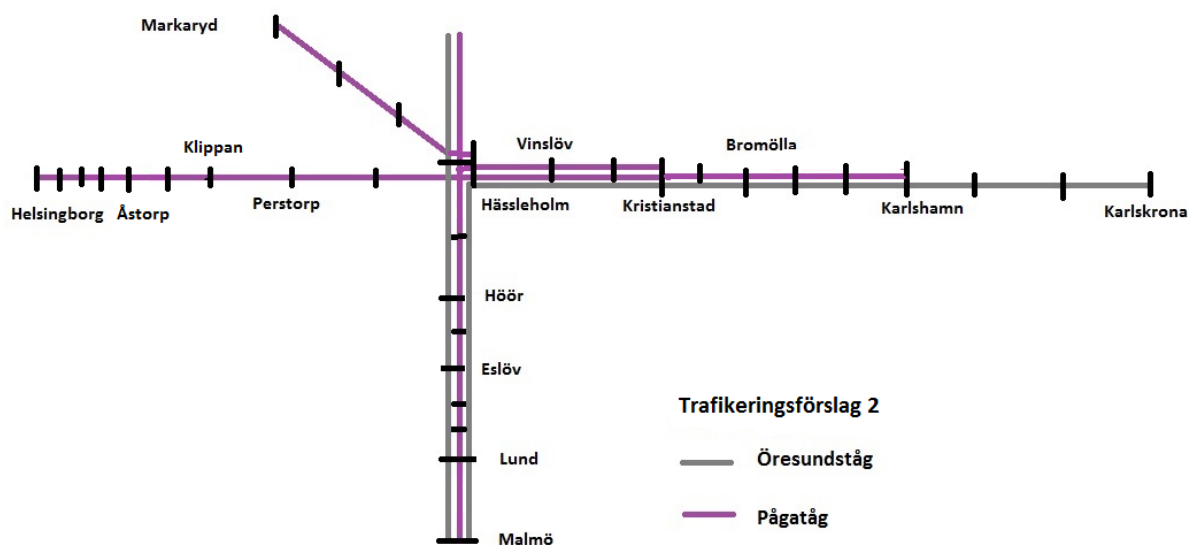 Markaryd
Klippan
Vinslöv
Bromölla
Helsingborg
Åstorp
Perstorp
Hässleholm
Kristianstad
Karlshamn
Karlskrona
Höör
Eslöv
Lund
Malmö
Trafikeringsförslag 2
Öresundståg
Pågatåg